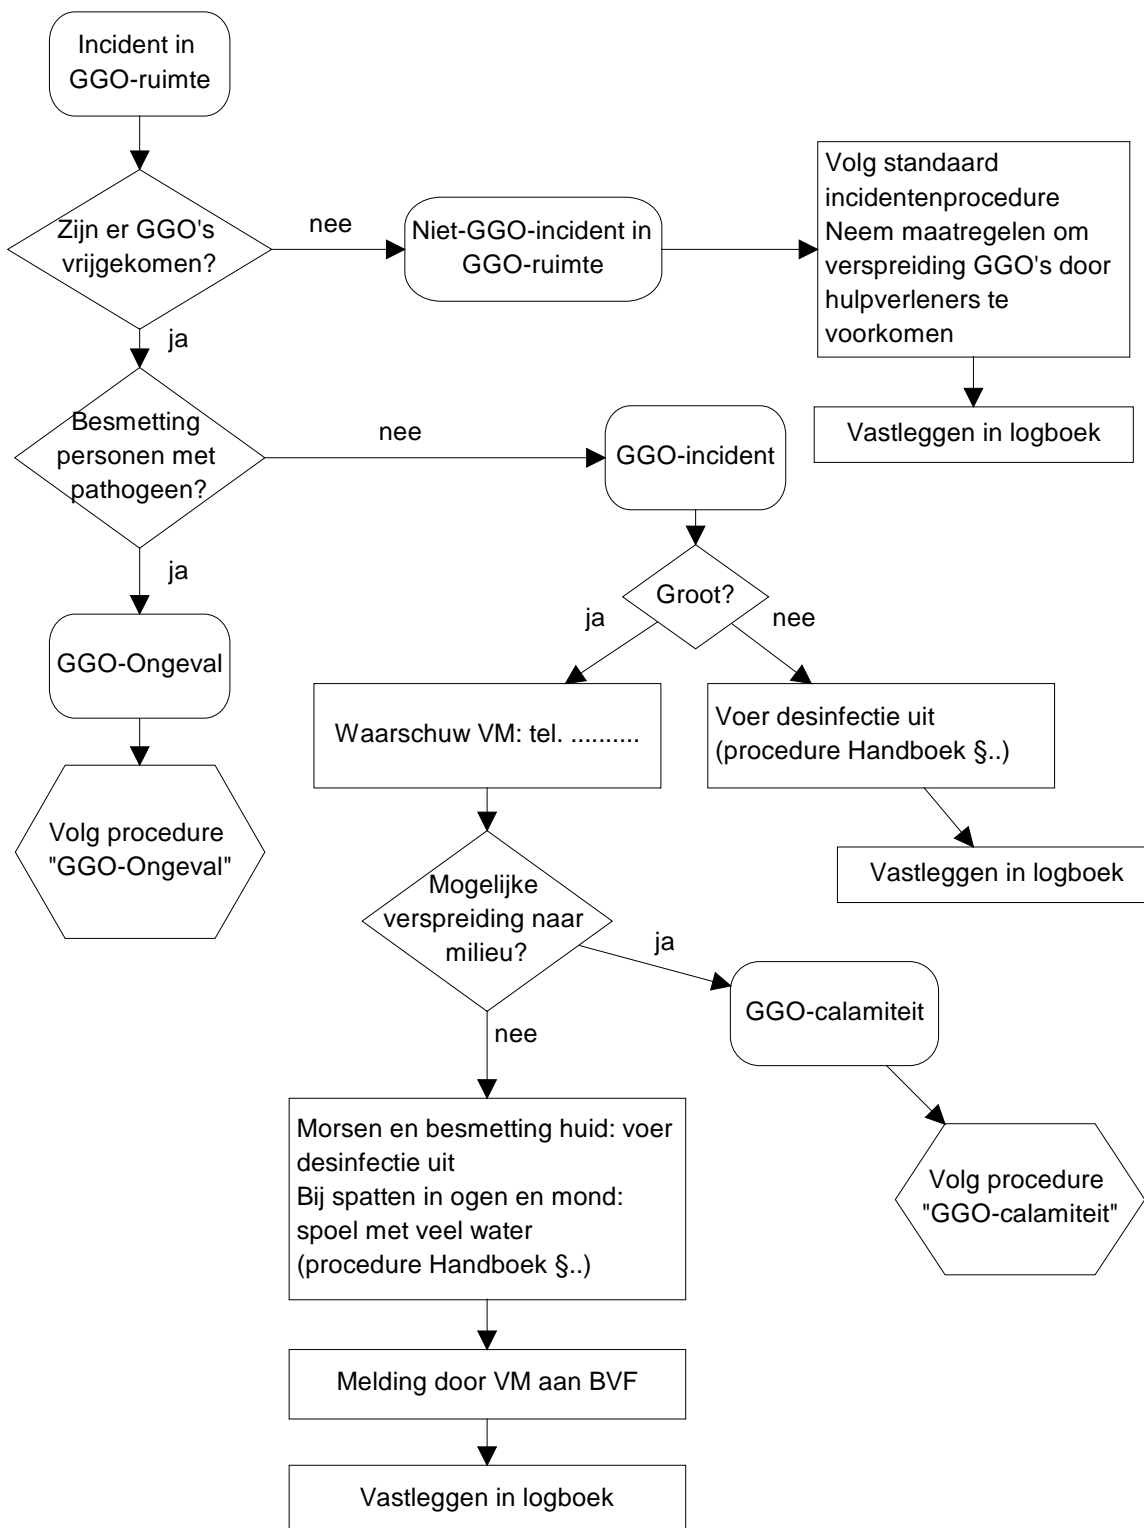 Incident in
GGO-ruimte
Zijn er GGO's
vrijgekomen?
nee
Niet-GGO-incident in
GGO-ruimte
Volg standaard
incidentenprocedure
Neem maatregelen om
verspreiding GGO's door
hulpverleners te
voorkomen
Vastleggen in logboek
ja
Besmetting
personen met
pathogeen?
nee
GGO-incident
ja
GGO-Ongeval
Volg procedure
"GGO-Ongeval"
Groot?
ja
nee
Waarschuw VM: tel. ..........
Voer desinfectie uit
(procedure Handboek §..)
Vastleggen in logboek
Mogelijke
verspreiding naar
milieu?
ja
GGO-calamiteit
Volg procedure
"GGO-calamiteit"
nee
Morsen en besmetting huid: voer
desinfectie uit
Bij spatten in ogen en mond:
spoel met veel water
(procedure Handboek §..)
Melding door VM aan BVF
Vastleggen in logboek